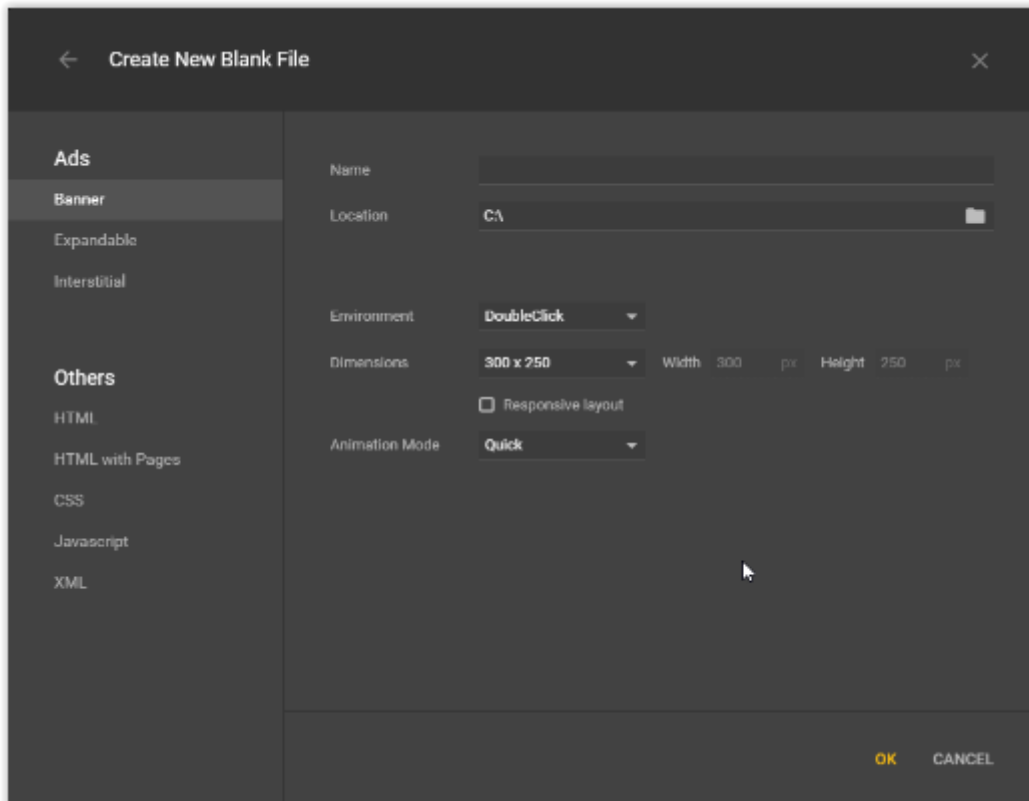 Create New Blank File
Ads
Banner
Expandable
Interstitial
Others
HTML
HTML with Pages
CSS
Javascript
XML
Name
Location C:\
Environment DoubleClick
Dimensions 300 x 250 Width 300 px Height 250 px
Responsive layout
Animation Mode Quick
OK CANCEL